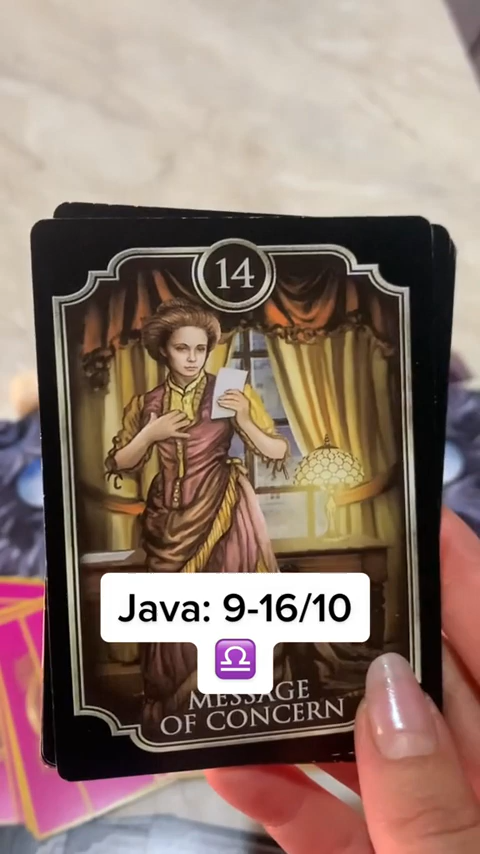 14
Java: 9-16/10
♎
MESSAGE
OF CONCERN